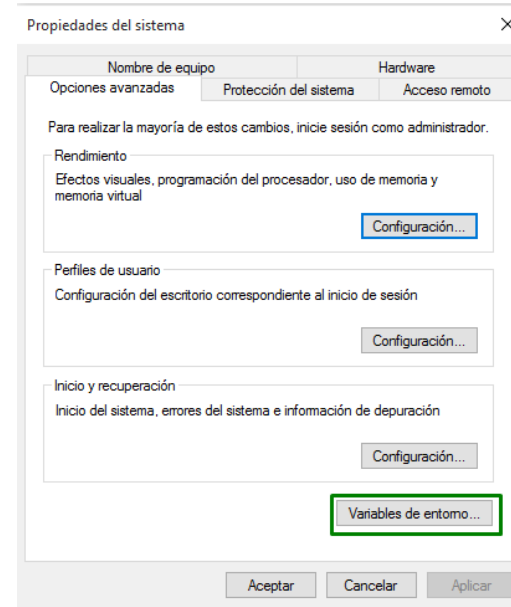 Propiedades del sistema
Nombre de equipo
Hardware
Opciones avanzadas
Protección del sistema
Acceso remoto
Para realizar la mayoría de estos cambios, inicie sesión como administrador.
Rendimiento
Efectos visuales, programación del procesador, uso de memoria y
memoria virtual
Configuración...
Perfiles de usuario
Configuración del escritorio correspondiente al inicio de sesión
Configuración...
Inicio y recuperación
Inicio del sistema, errores del sistema e información de depuración
Configuración...
Variables de entorno...
Aceptar
Cancelar
Aplicar